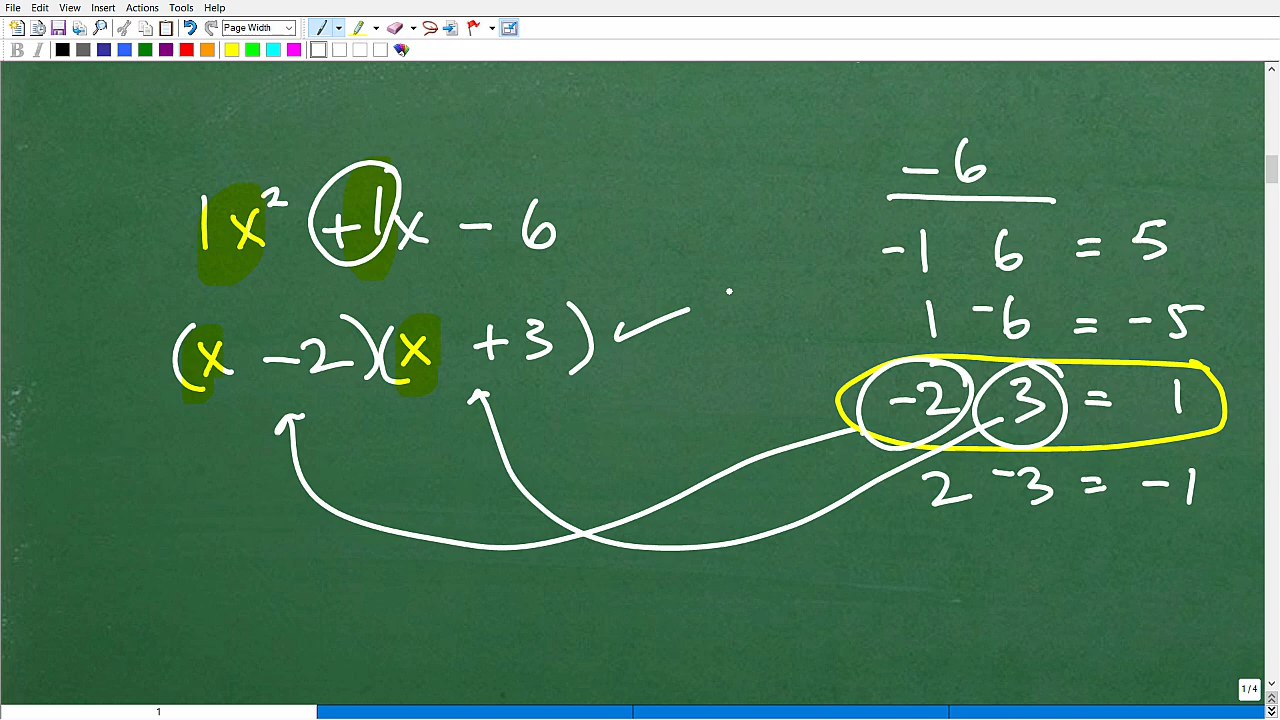 File Edit View Insert Actions Tools Help
Page Width
B I
1x² +1x - 6
(x -2)(x +3)
-6
-1 6 = 5
1 -6 = -5
-2 3 = 1
2 -3 = -1
1/4
1